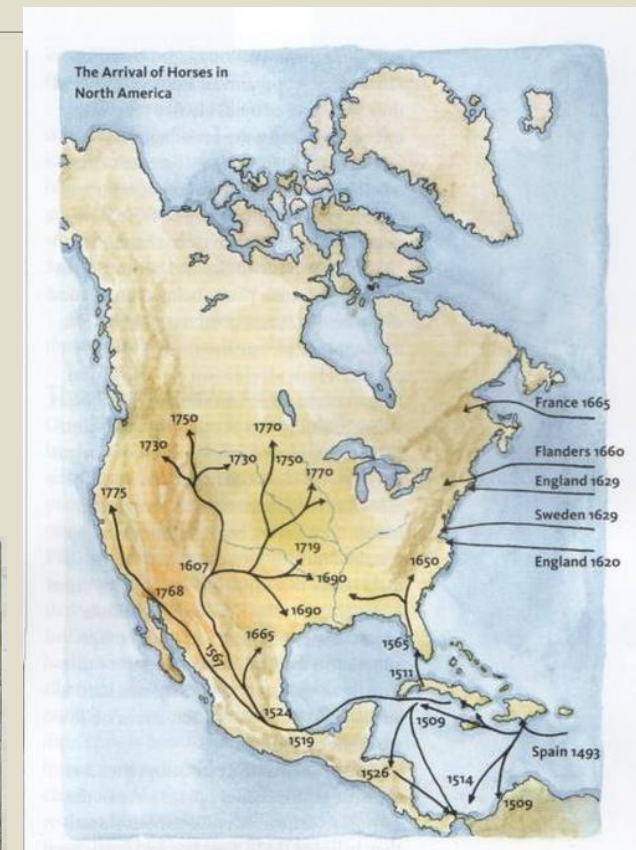 The Arrival of Horses in
North America
France 1665
1750
1770
Flanders 1660
1730
1730
1750
1770
England 1629
1775
Sweden 1629
1719
1650
England 1620
1607
1690
1768
1690
1665
1565
1567
1511
1524
1509
1519
Spain 1493
1526
1514
1509